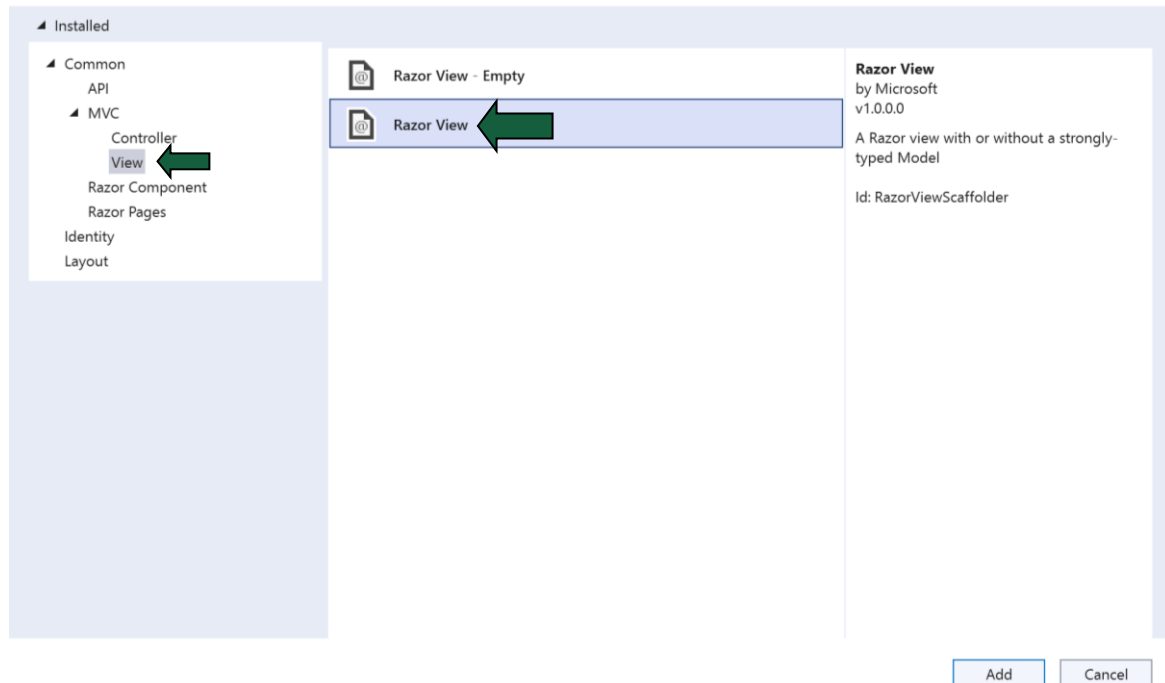 Installed
Common
API
MVC
Controller
View
Razor Component
Razor Pages
Identity
Layout
Razor View - Empty
Razor View
Razor View
by Microsoft
v1.0.0.0
A Razor view with or without a strongly-
typed Model
Id: RazorViewScaffolder
Add
Cancel